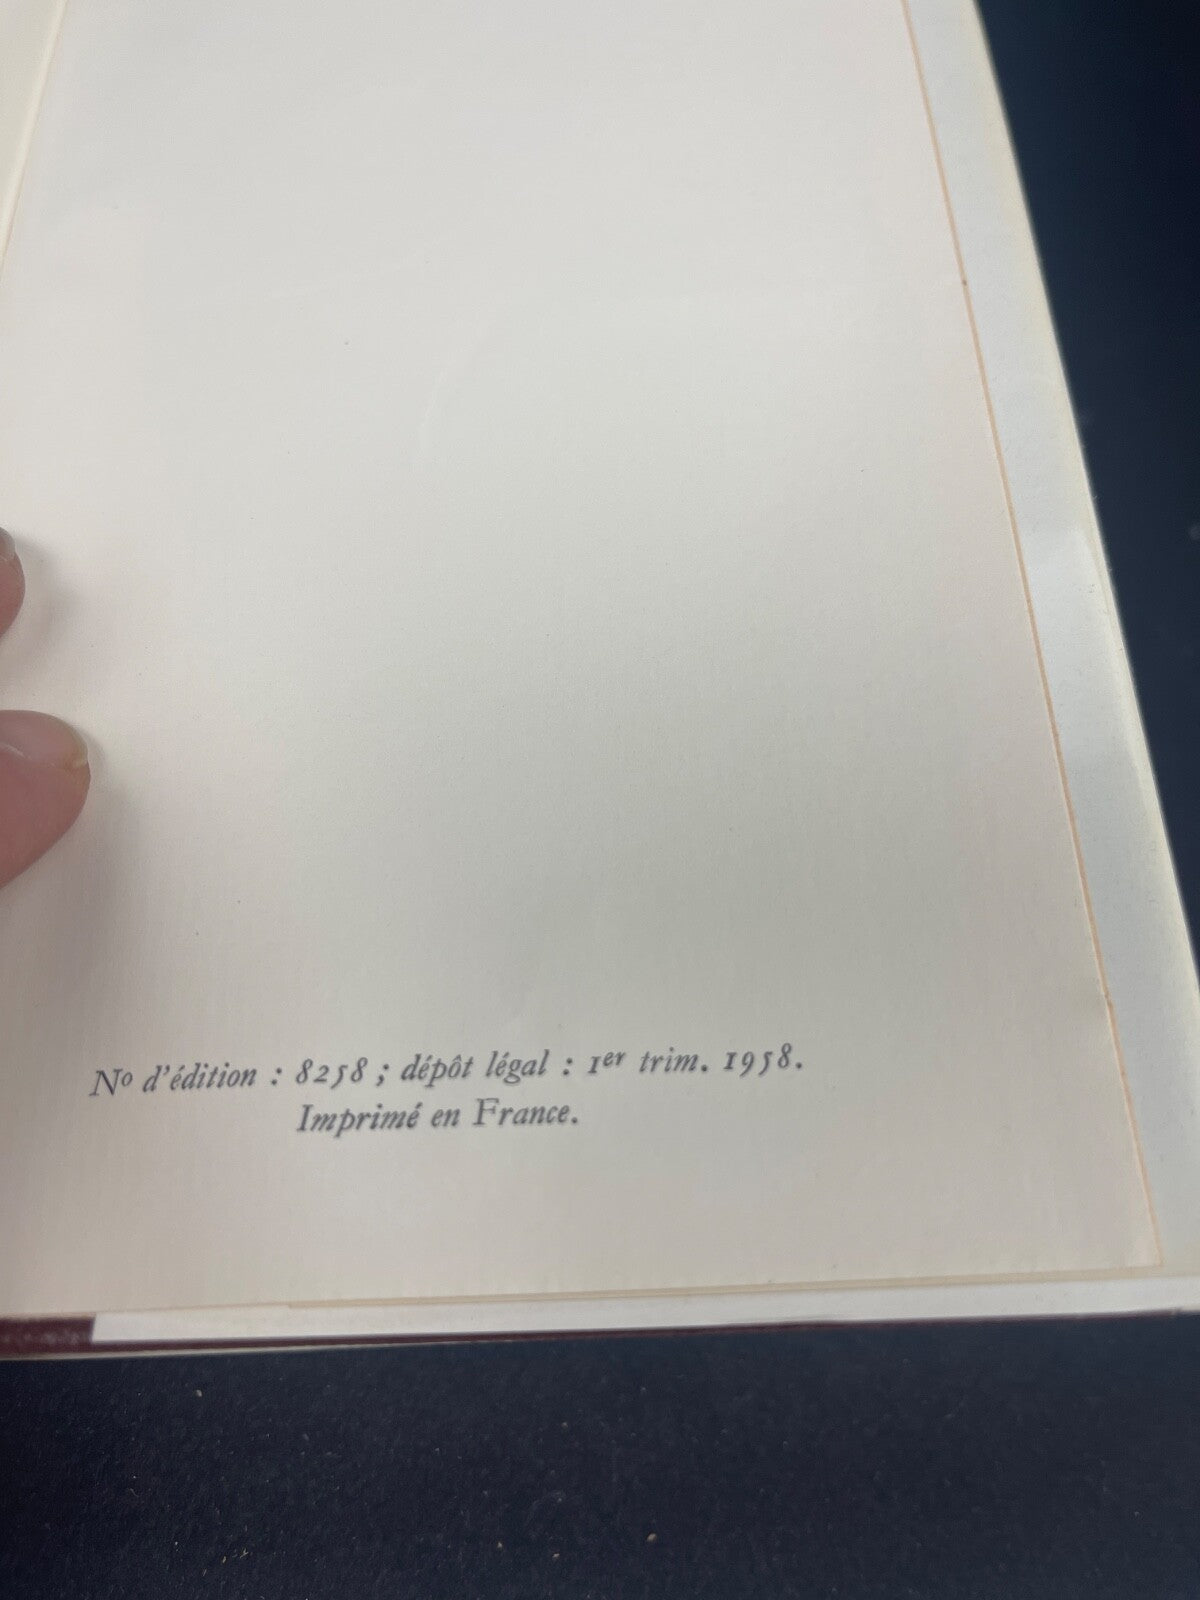 No d'édition : 8258 ; dépôt légal : 1er trim. 1958.
Imprimé en France.